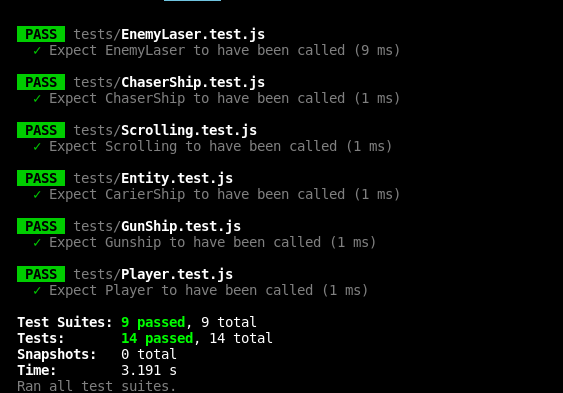 PASS tests/EnemyLaser.test.js
✓ Expect EnemyLaser to have been called (9 ms)
PASS tests/ChaserShip.test.js
✓ Expect ChaserShip to have been called (1 ms)
PASS tests/Scrolling.test.js
✓ Expect Scrolling to have been called (1 ms)
PASS tests/Entity.test.js
✓ Expect CarierShip to have been called (1 ms)
PASS tests/GunShip.test.js
✓ Expect Gunship to have been called (1 ms)
PASS tests/Player.test.js
✓ Expect Player to have been called (1 ms)
Test Suites: 9 passed, 9 total
Tests: 14 passed, 14 total
Snapshots: 0 total
Time: 3.191 s
Ran all test suites.